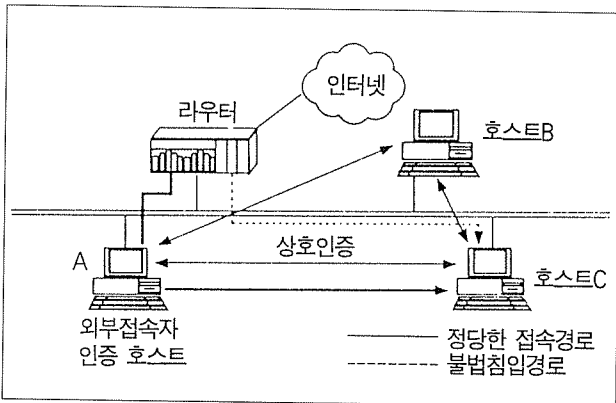 인터넷
라우터
호스트B
상호인증
A
호스트C
외부접속자
인증 호스트
정당한 접속경로
불법침입경로